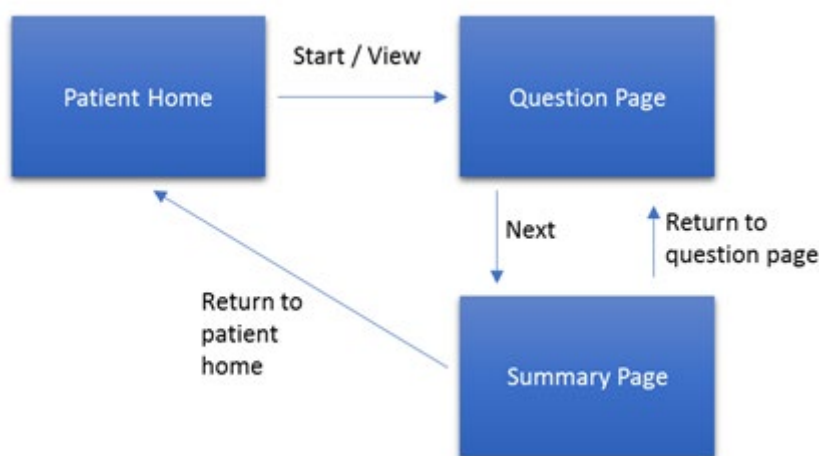 Patient Home
Start / View
Question Page
Next
Return to
question page
Return to
patient
home
Summary Page